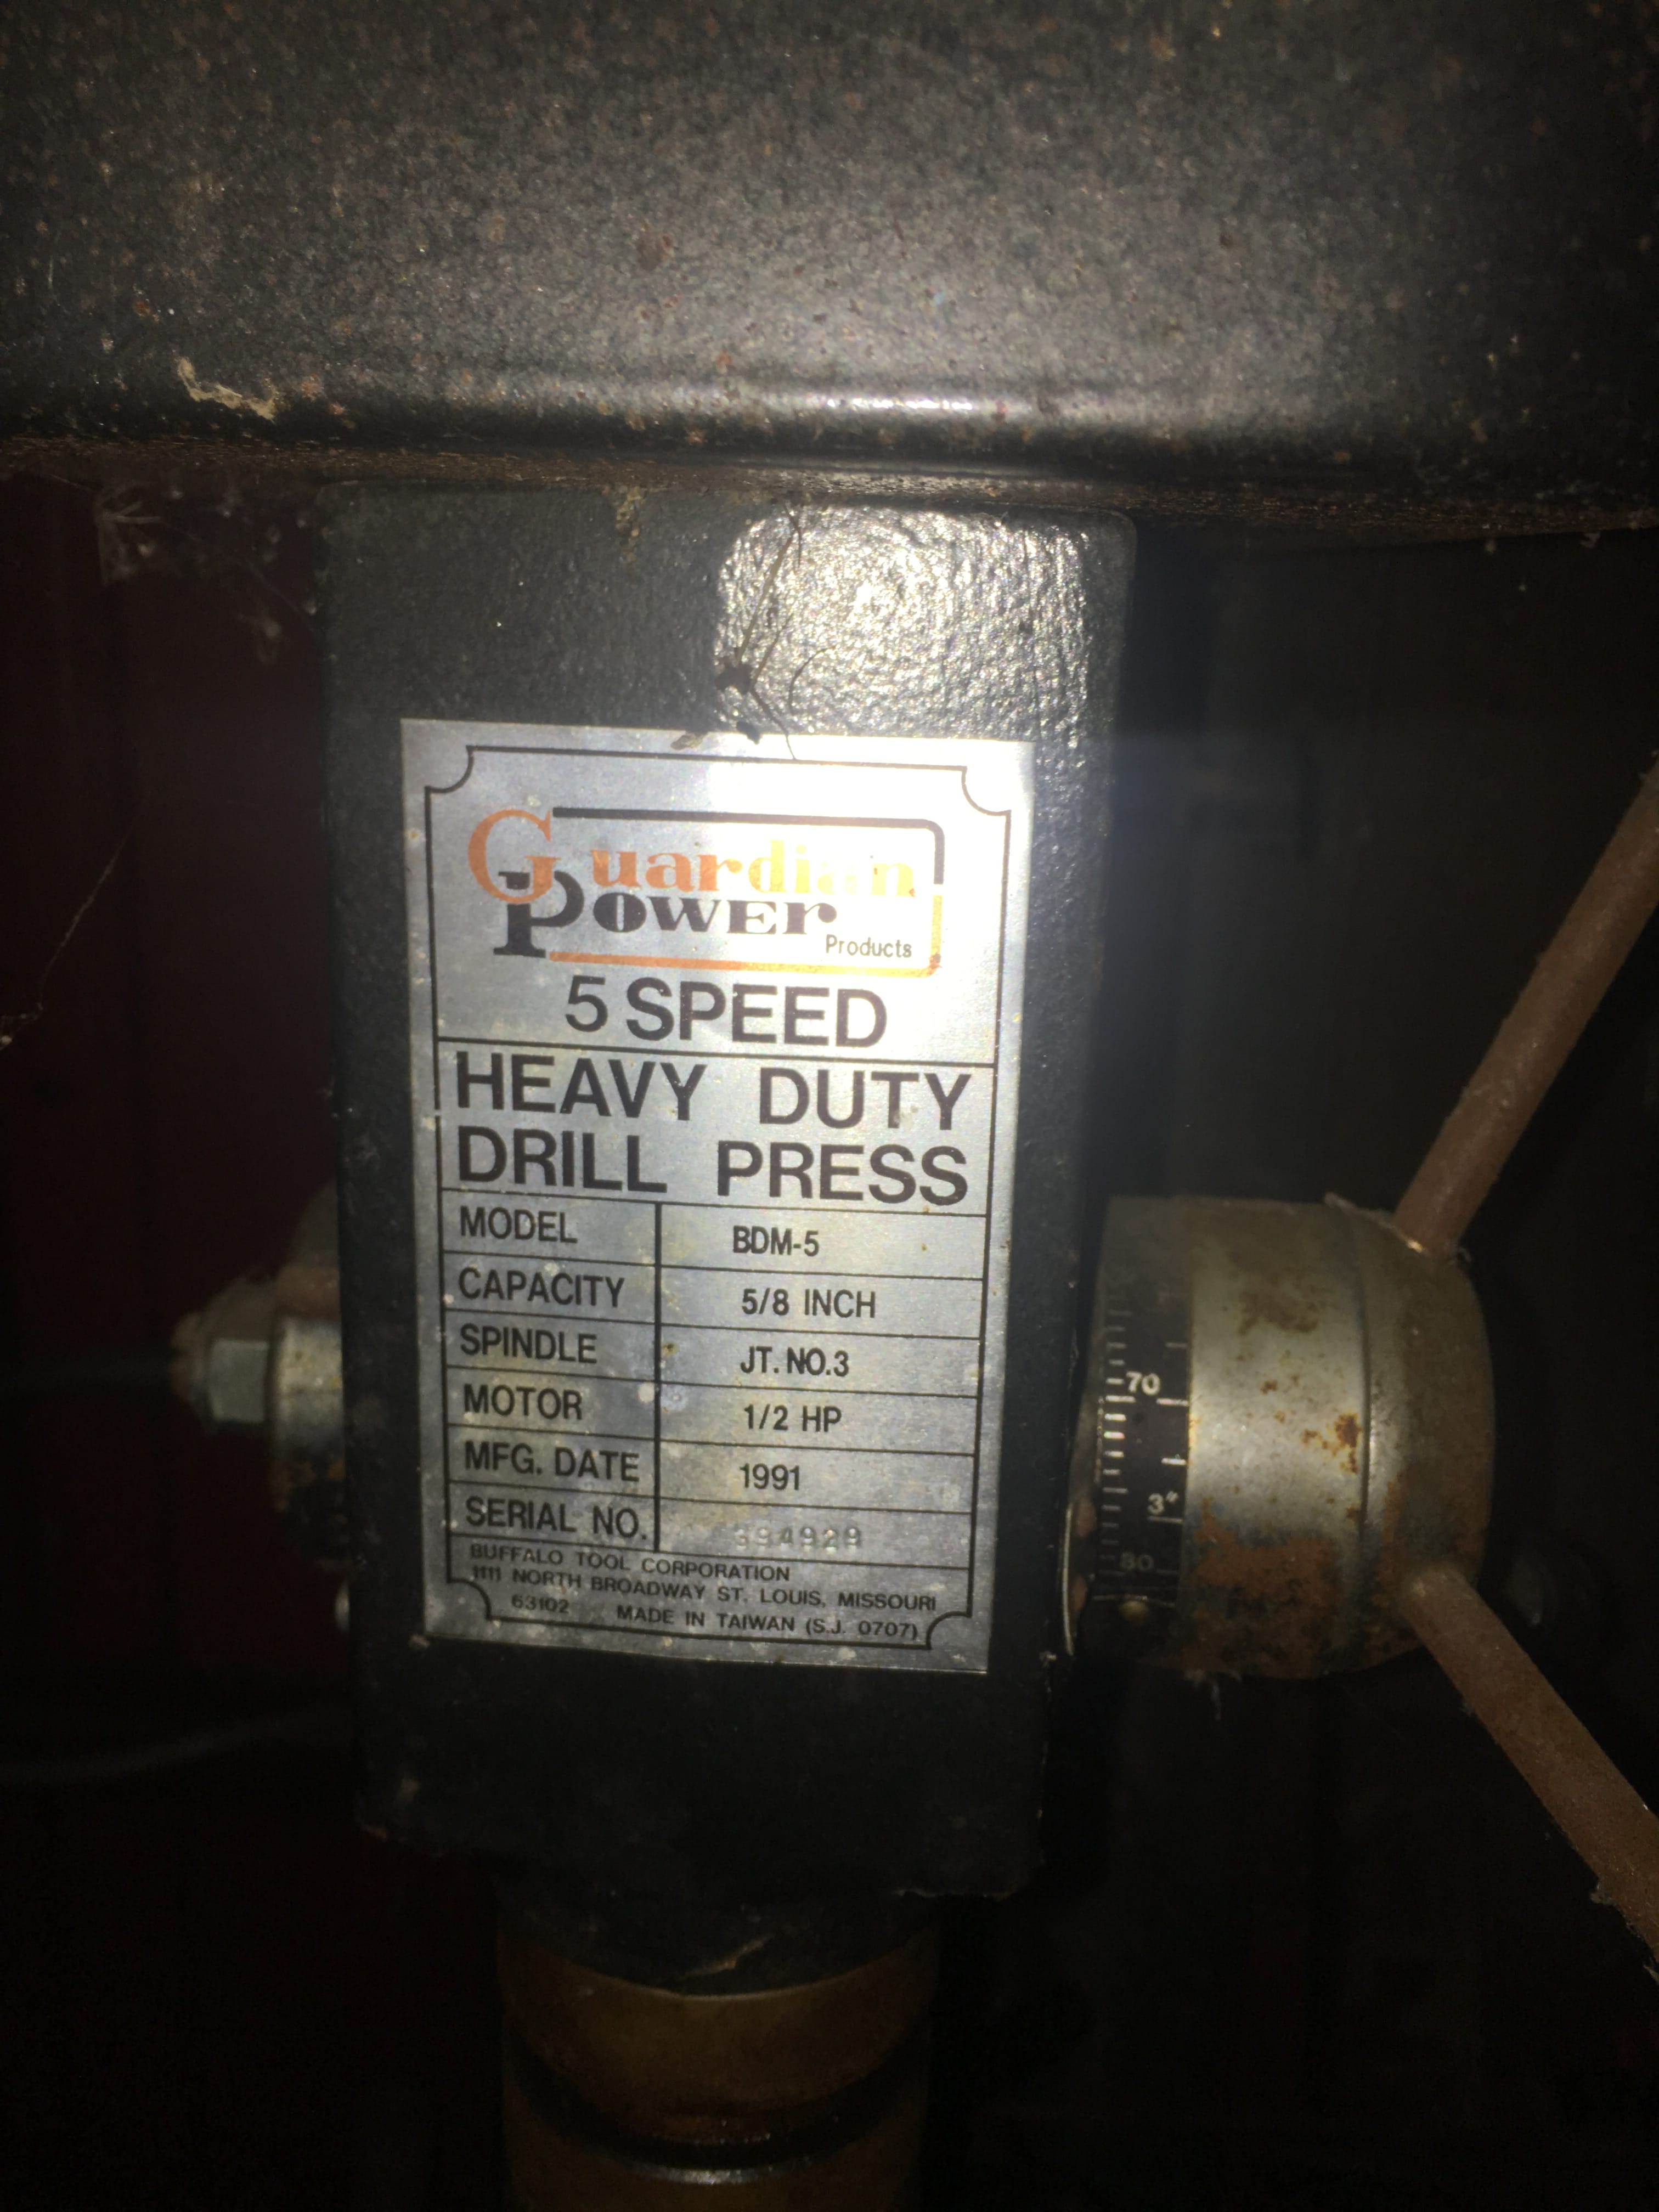 Guardian
Power
Products
5 SPEED
HEAVY DUTY
DRILL PRESS
MODEL BDM-5
CAPACITY 5/8 INCH
SPINDLE JT. NO.3
MOTOR 1/2 HP
MFG. DATE 1991
SERIAL NO. 394929
BUFFALO TOOL CORPORATION
1111 NORTH BROADWAY ST. LOUIS, MISSOURI
63102 MADE IN TAIWAN (S.J. 0707)
70
3"
80